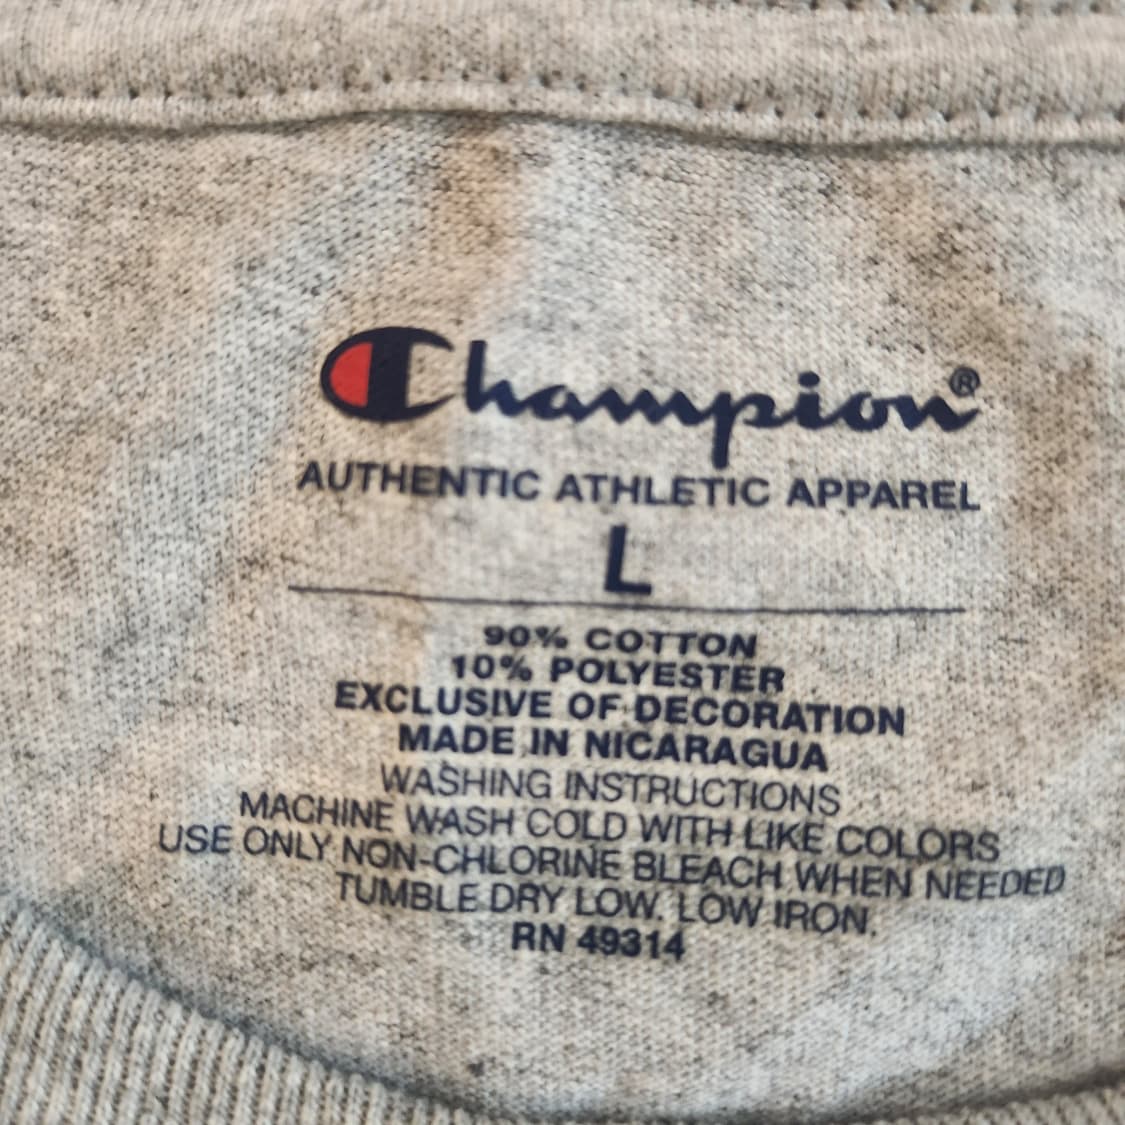 Champion®
AUTHENTIC ATHLETIC APPAREL
L
90% COTTON
10% POLYESTER
EXCLUSIVE OF DECORATION
MADE IN NICARAGUA
WASHING INSTRUCTIONS
MACHINE WASH COLD WITH LIKE COLORS
USE ONLY NON-CHLORINE BLEACH WHEN NEEDED
TUMBLE DRY LOW. LOW IRON.
RN 49314